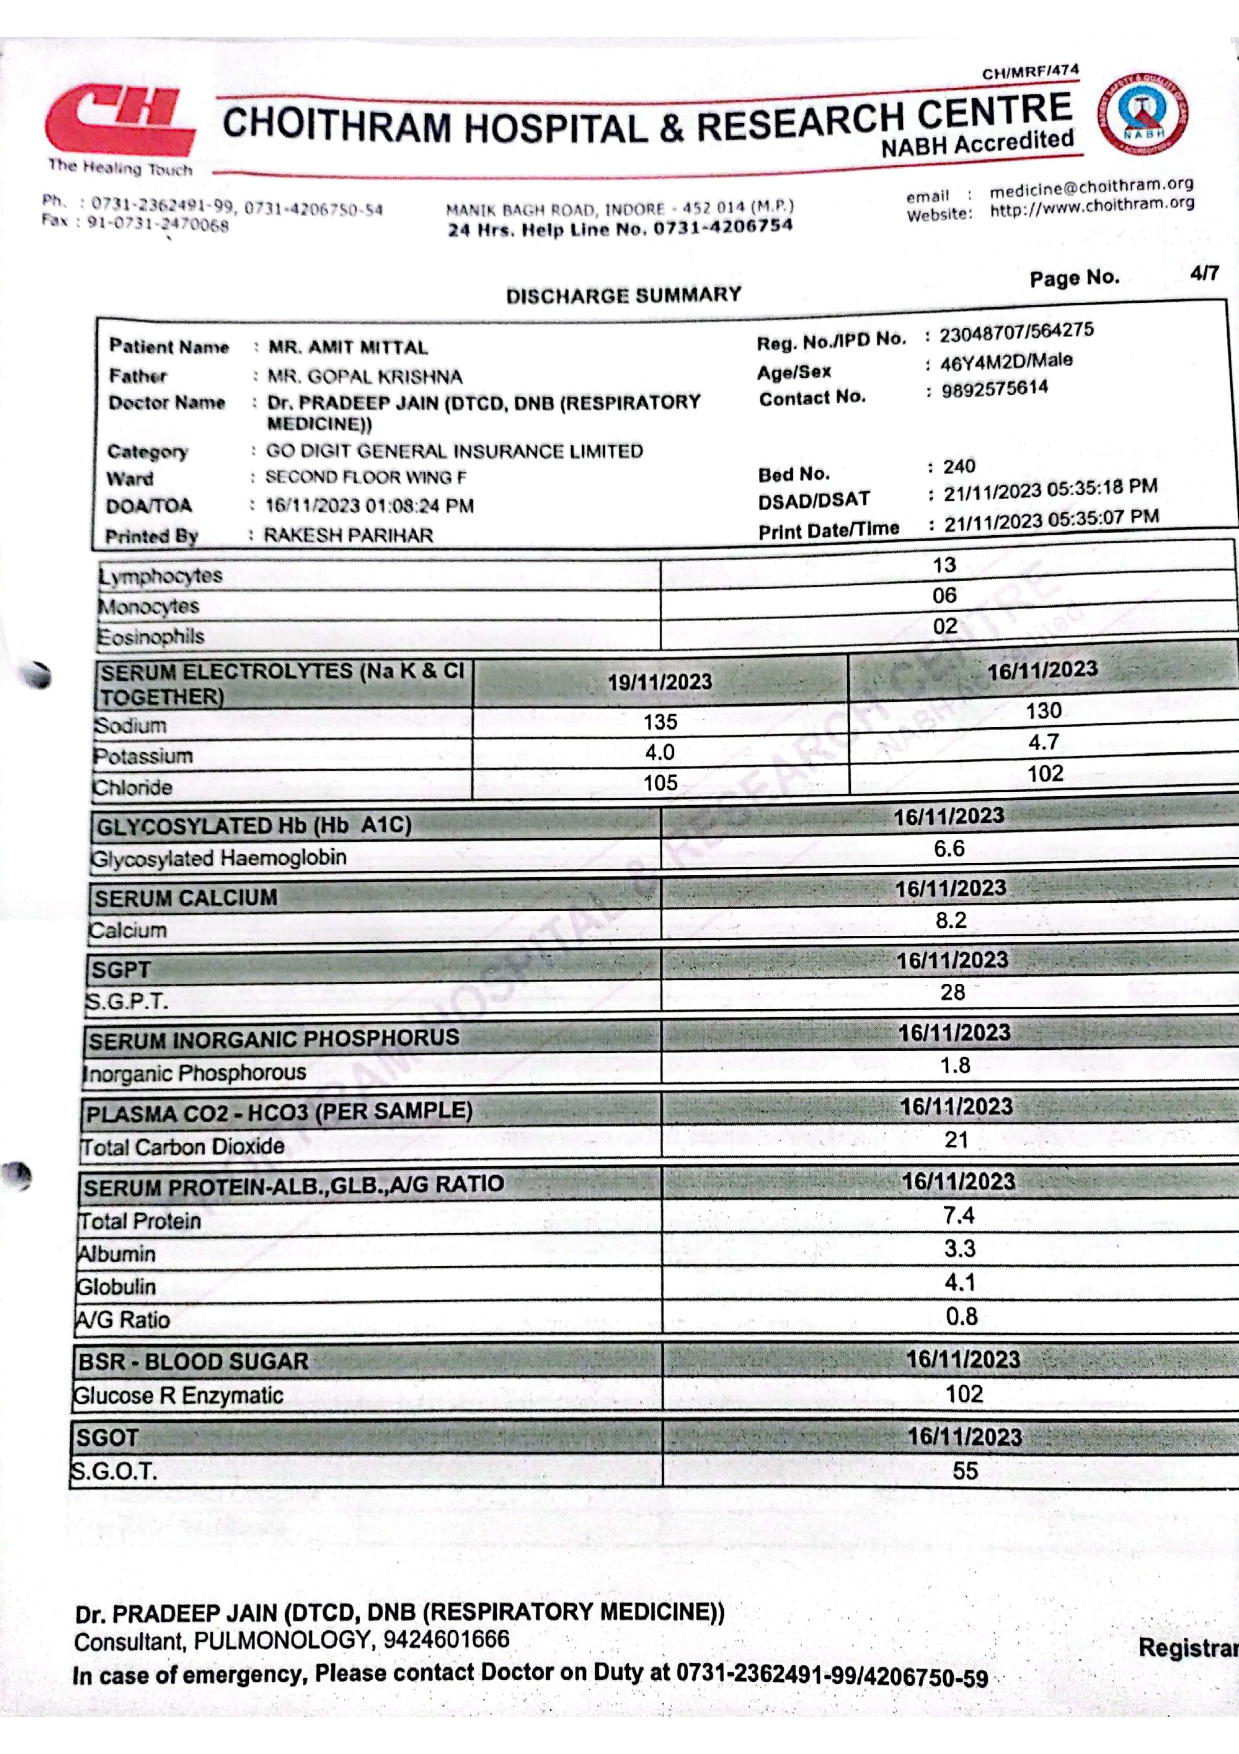 CH/MRF/474
CH
The Healing Touch
CHOITHRAM HOSPITAL & RESEARCH CENTRE
NABH Accredited
NABH
Ph. : 0731-2362491-99, 0731-4206750-54
Fax : 91-0731-2470068
MANIK BAGH ROAD, INDORE - 452 014 (M.P.)
24 Hrs. Help Line No. 0731-4206754
email : medicine@choithram.org
Website: http://www.choithram.org
DISCHARGE SUMMARY
Page No. 4/7
Patient Name : MR. AMIT MITTAL Reg. No./IPD No. : 23048707/564275
Father : MR. GOPAL KRISHNA Age/Sex : 46Y4M2D/Male
Doctor Name : Dr. PRADEEP JAIN (DTCD, DNB (RESPIRATORY Contact No. : 9892575614
MEDICINE))
Category : GO DIGIT GENERAL INSURANCE LIMITED
Ward : SECOND FLOOR WING F Bed No. : 240
DOA/TOA : 16/11/2023 01:08:24 PM DSAD/DSAT : 21/11/2023 05:35:18 PM
Printed By : RAKESH PARIHAR Print Date/Time : 21/11/2023 05:35:07 PM
Lymphocytes 13
Monocytes 06
Eosinophils 02
SERUM ELECTROLYTES (Na K & Cl 19/11/2023 16/11/2023
TOGETHER)
Sodium 135 130
Potassium 4.0 4.7
Chloride 105 102
GLYCOSYLATED Hb (Hb A1C) 16/11/2023
Glycosylated Haemoglobin 6.6
SERUM CALCIUM 16/11/2023
Calcium 8.2
SGPT 16/11/2023
S.G.P.T. 28
SERUM INORGANIC PHOSPHORUS 16/11/2023
Inorganic Phosphorous 1.8
PLASMA CO2 - HCO3 (PER SAMPLE) 16/11/2023
Total Carbon Dioxide 21
SERUM PROTEIN-ALB.,GLB.,A/G RATIO 16/11/2023
Total Protein 7.4
Albumin 3.3
Globulin 4.1
A/G Ratio 0.8
BSR - BLOOD SUGAR 16/11/2023
Glucose R Enzymatic 102
SGOT 16/11/2023
S.G.O.T. 55
Dr. PRADEEP JAIN (DTCD, DNB (RESPIRATORY MEDICINE))
Consultant, PULMONOLOGY, 9424601666
Registrar
In case of emergency, Please contact Doctor on Duty at 0731-2362491-99/4206750-59